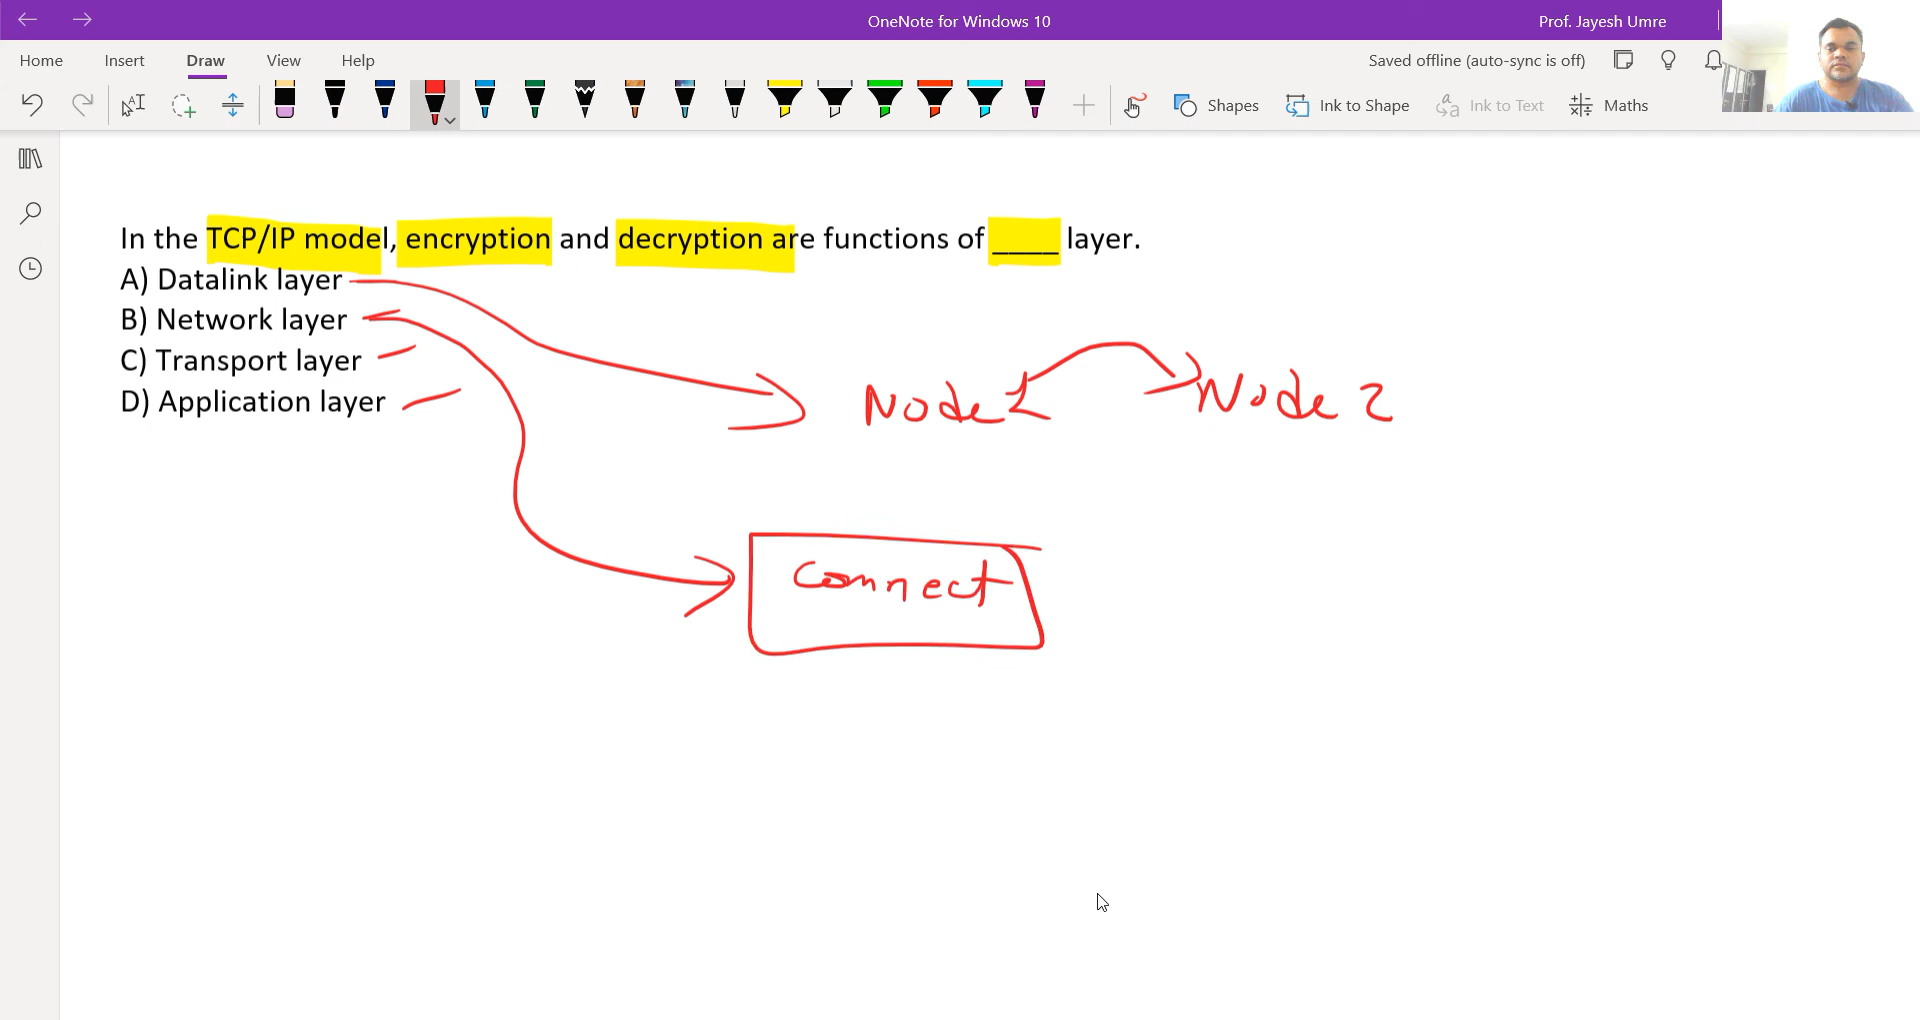 OneNote for Windows 10
Prof. Jayesh Umre
Home Insert Draw View Help
Saved offline (auto-sync is off)
Shapes Ink to Shape Ink to Text Maths
In the TCP/IP model, encryption and decryption are functions of ____ layer.
A) Datalink layer
B) Network layer
C) Transport layer
D) Application layer
Node 1 Node 2
Connect